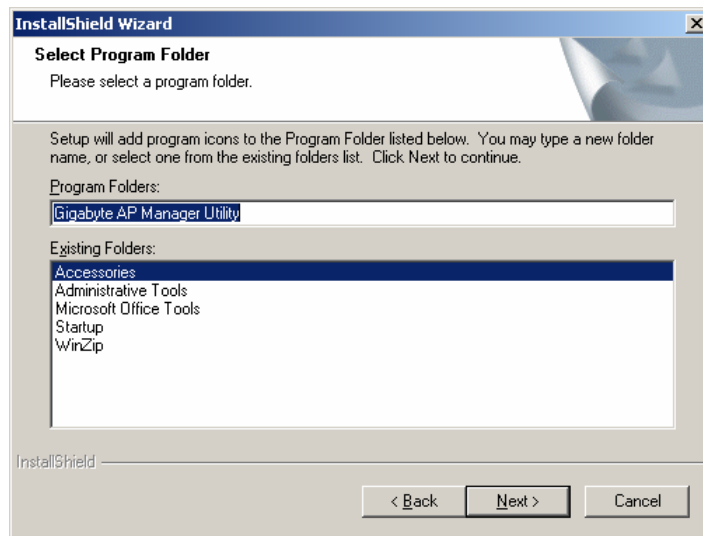 InstallShield Wizard
Select Program Folder
Please select a program folder.
Setup will add program icons to the Program Folder listed below. You may type a new folder
name, or select one from the existing folders list. Click Next to continue.
Program Folders:
Gigabyte AP Manager Utility
Existing Folders:
Accessories
Administrative Tools
Microsoft Office Tools
Startup
WinZip
InstallShield
< Back
Next >
Cancel